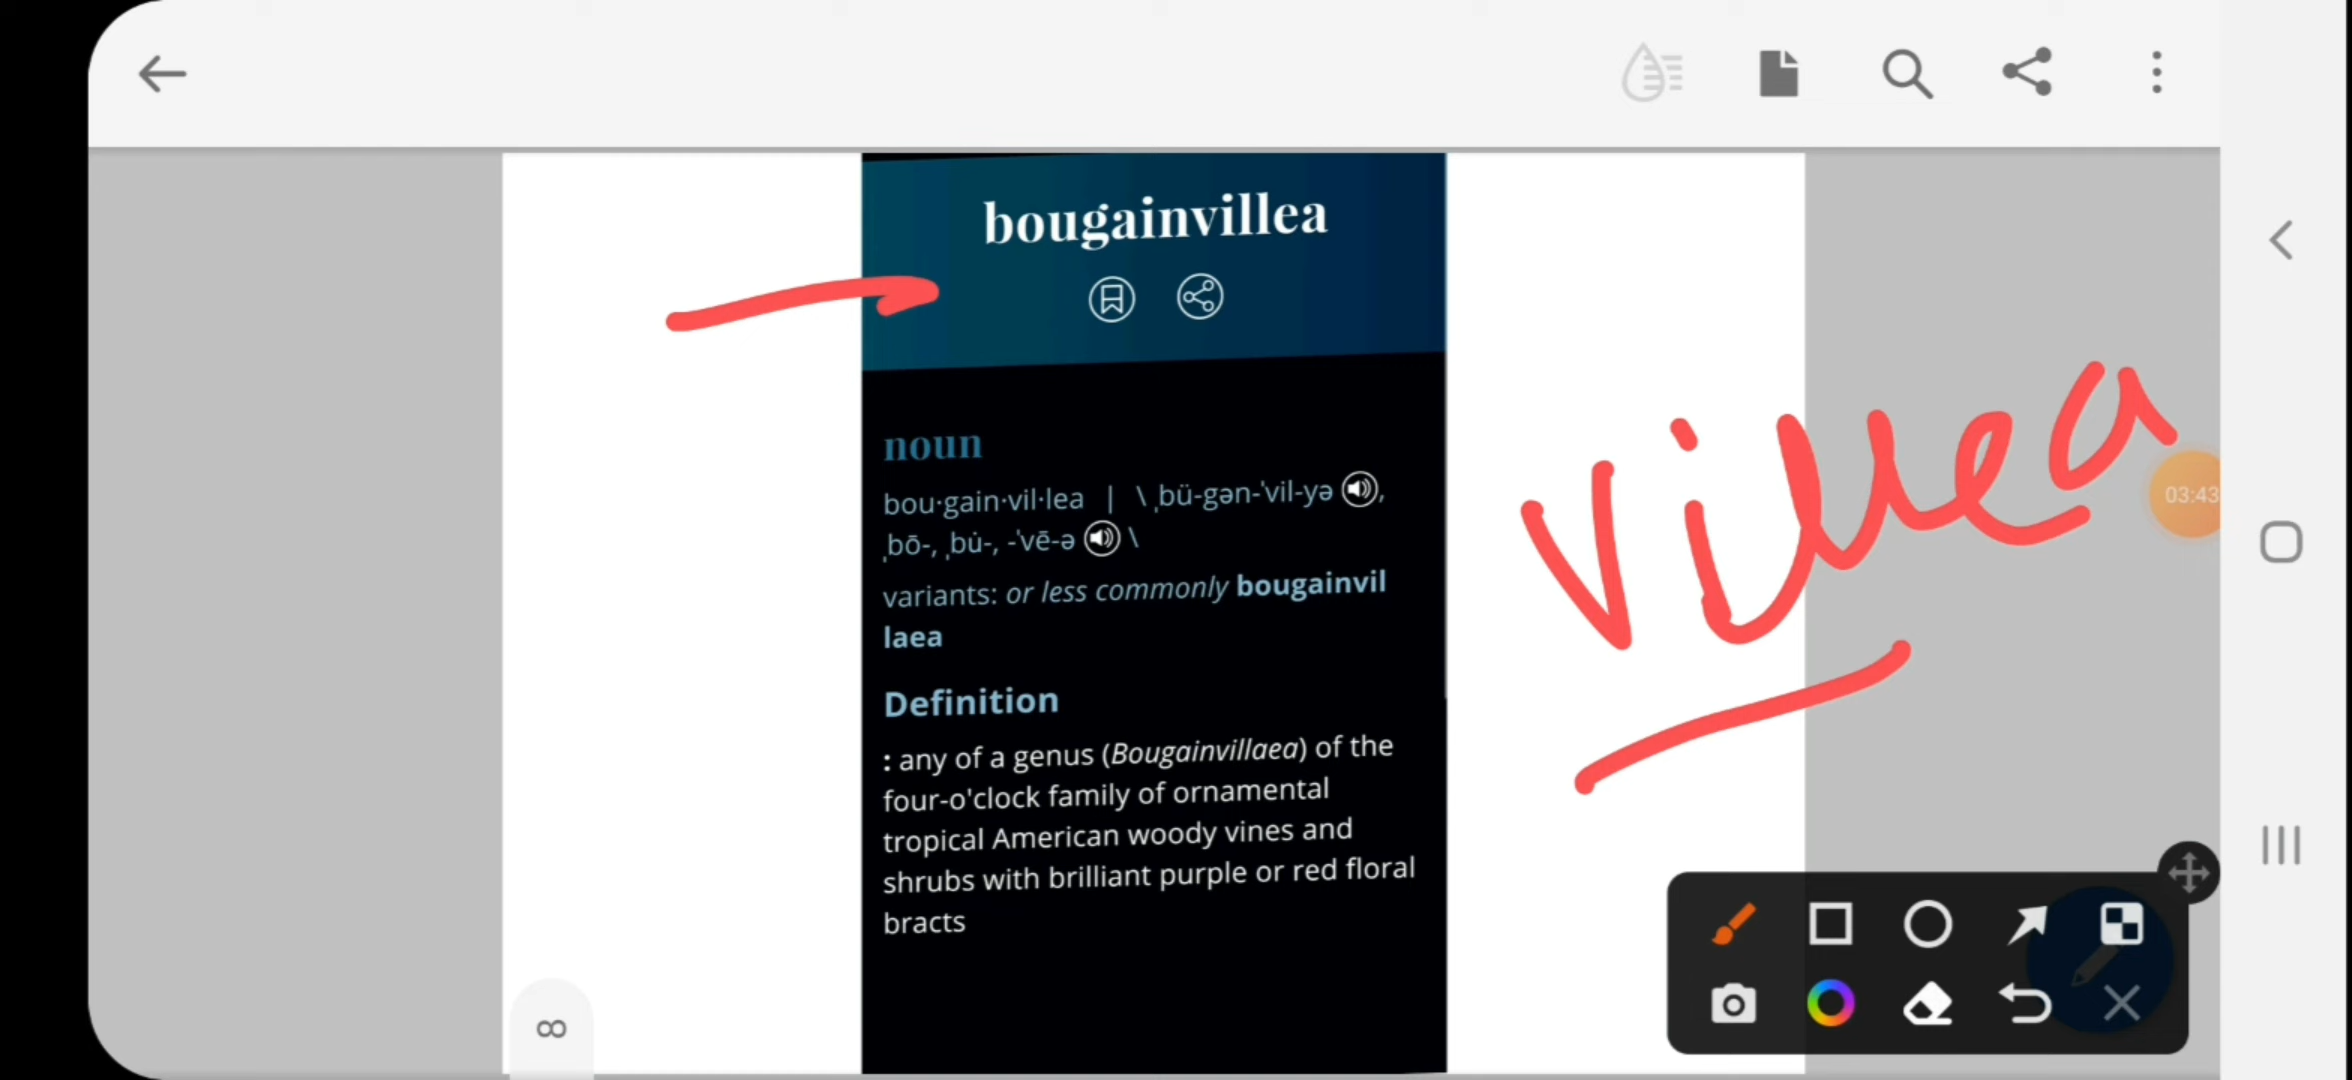 bougainvillea
noun
bou·gain·vil·lea | \ ˌbü-gən-ˈvil-yə ,
ˌbō-, ˌbu̇-, -ˈvē-ə \
variants: or less commonly bougainvil
laea
Definition
: any of a genus (Bougainvillaea) of the
four-o'clock family of ornamental
tropical American woody vines and
shrubs with brilliant purple or red floral
bracts
villea
03:43
8